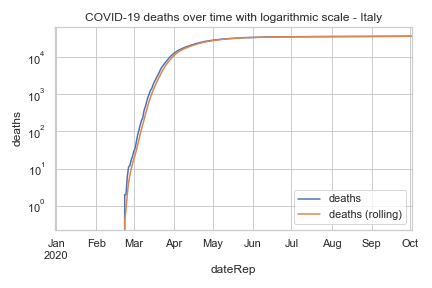 COVID-19 deaths over time with logarithmic scale - Italy
deaths
10⁴
10³
10²
10¹
10⁰
deaths
deaths (rolling)
Jan Feb Mar Apr May Jun Jul Aug Sep Oct
2020
dateRep